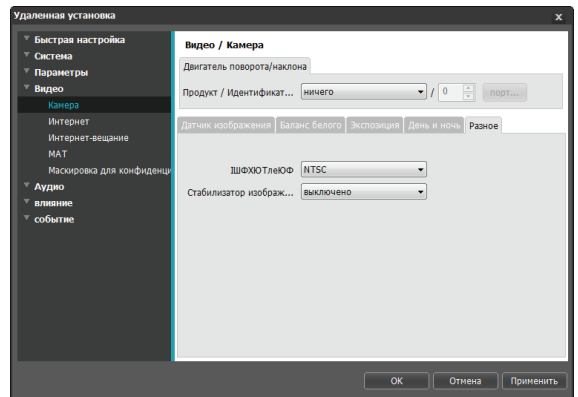 Удаленная установка
x
Быстрая настройка
Система
Параметры
Видео
Камера
Интернет
Интернет-вещание
MAT
Маскировка для конфиденци
Аудио
влияние
событие
Видео / Камера
Двигатель поворота/наклона
Продукт / Идентификат... ничего / 0 порт...
Датчик изображения Баланс белого Экспозиция День и ночь Разное
ІШФХЮТлеЮФ NTSC
Стабилизатор изображ... выключено
OK Отмена Применить